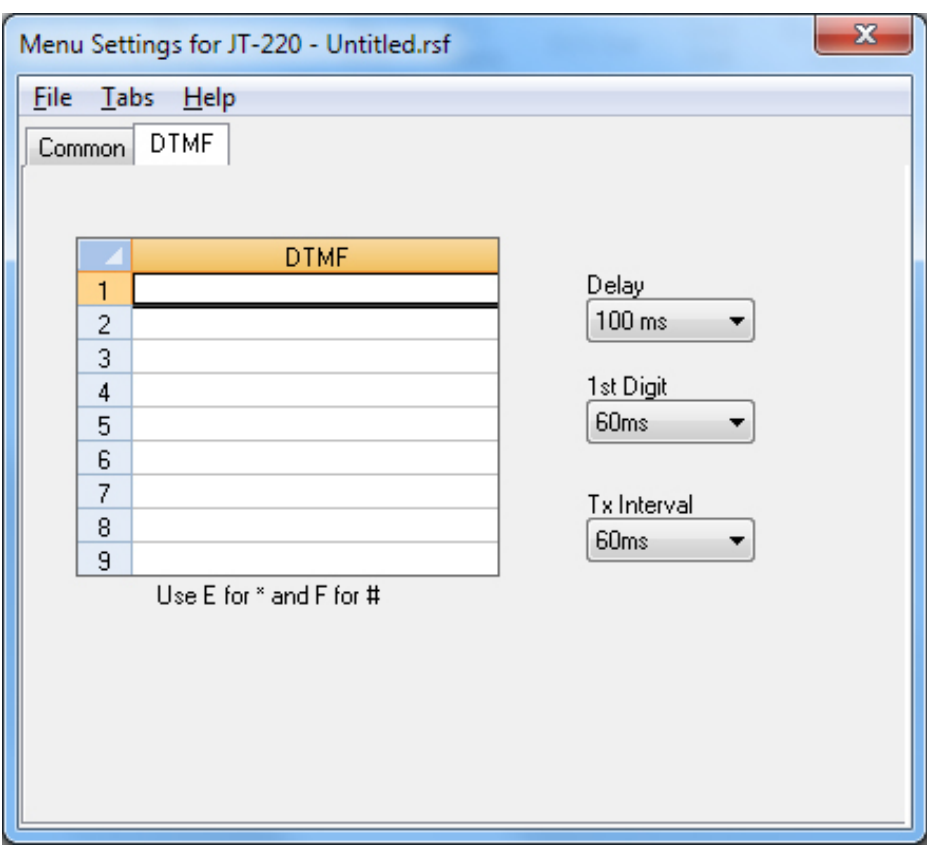 Menu Settings for JT-220 - Untitled.rsf
File Tabs Help
Common DTMF
DTMF
1
2
3
4
5
6
7
8
9
Use E for * and F for #
Delay
100 ms
1st Digit
60ms
Tx Interval
60ms